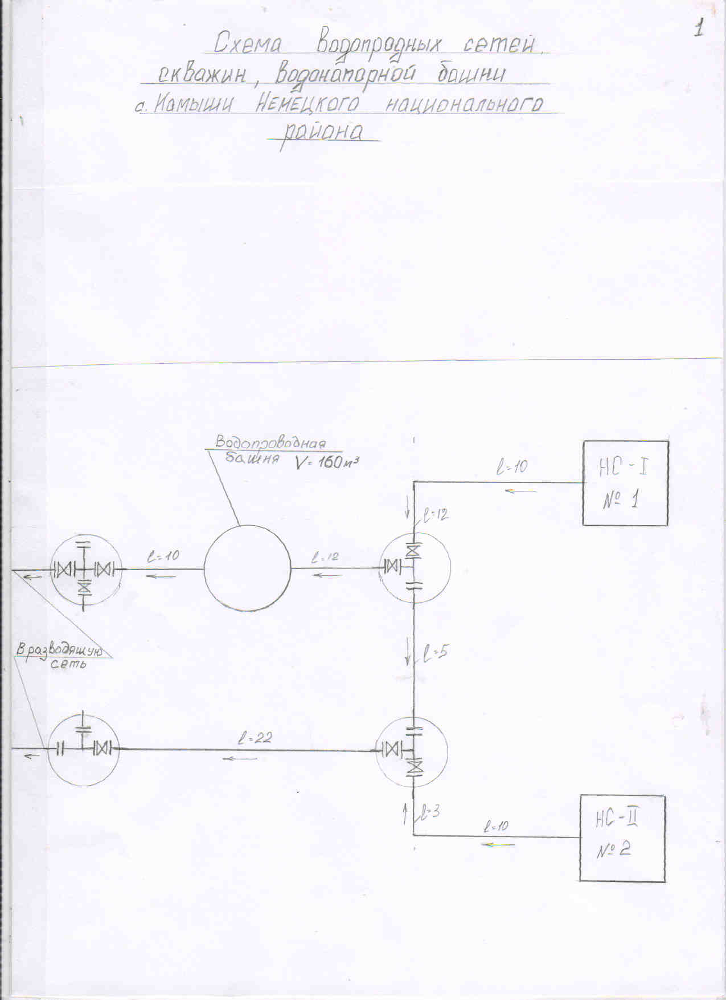 1
Схема Водопродных сетей,
скважин, Водонапорной башни
с. Камыши Немецкого национального
района
Водопроводная
башня V=160м³
l=10
НС-I
№ 1
l=12
l=10
l=12
l=5
В разводящую
сеть
l=22
l=3
l=10
НС-II
№ 2